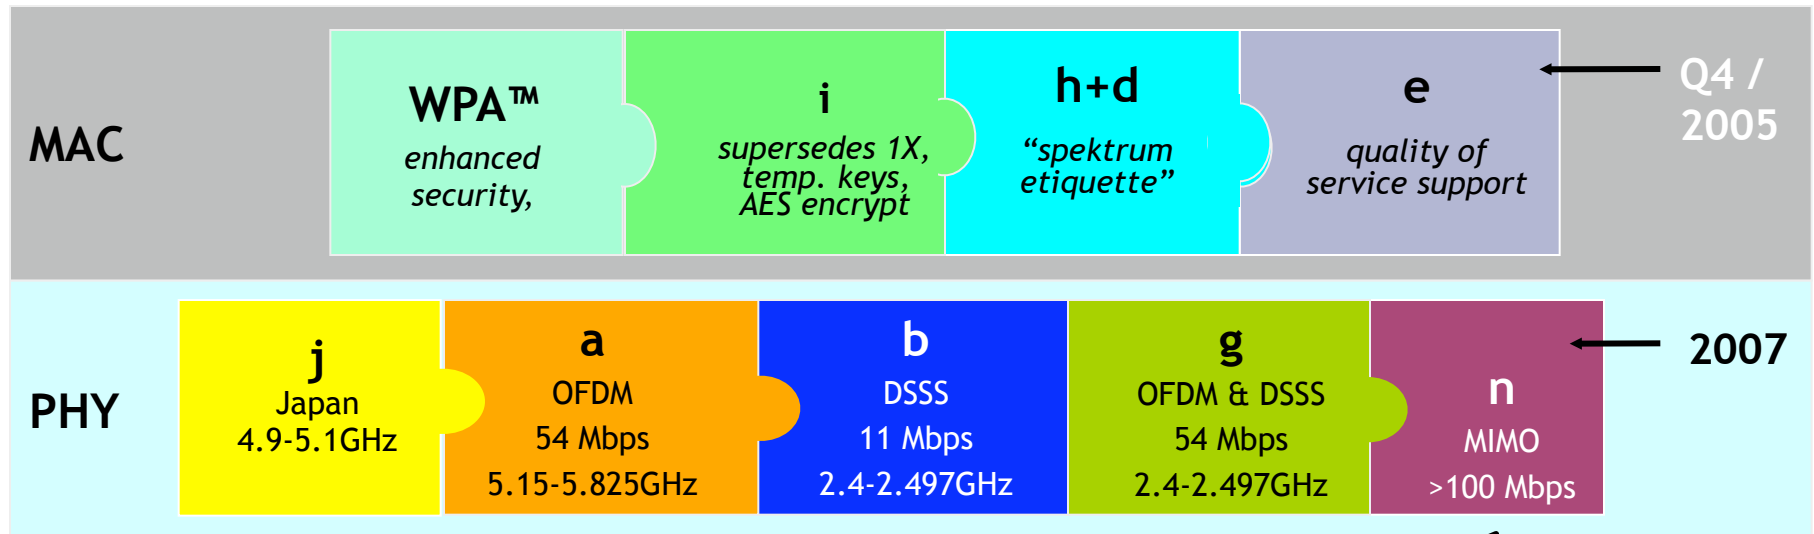 MAC
WPA™
enhanced
security,
i
supersedes 1X,
temp. keys,
AES encrypt
h+d
“spektrum
etiquette”
e
quality of
service support
Q4 /
2005
PHY
j
Japan
4.9-5.1GHz
a
OFDM
54 Mbps
5.15-5.825GHz
b
DSSS
11 Mbps
2.4-2.497GHz
g
OFDM & DSSS
54 Mbps
2.4-2.497GHz
n
MIMO
>100 Mbps
2007